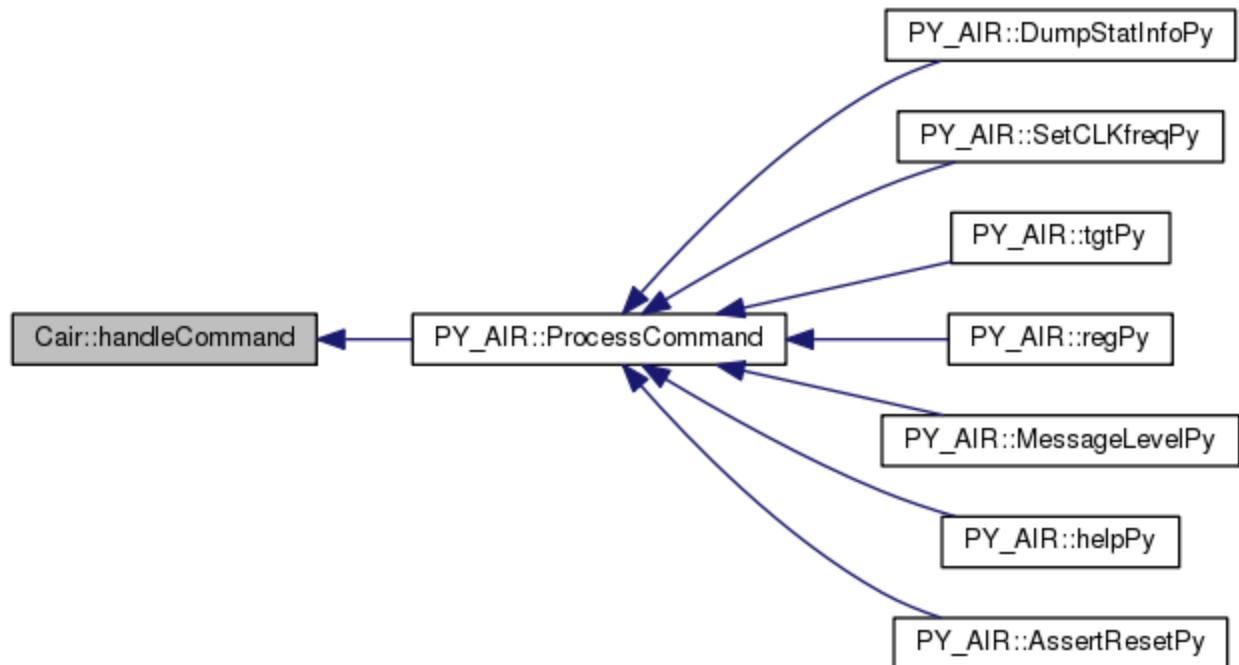 PY_AIR::DumpStatInfoPy
PY_AIR::SetCLKfreqPy
PY_AIR::tgtPy
Cair::handleCommand
PY_AIR::ProcessCommand
PY_AIR::regPy
PY_AIR::MessageLevelPy
PY_AIR::helpPy
PY_AIR::AssertResetPy